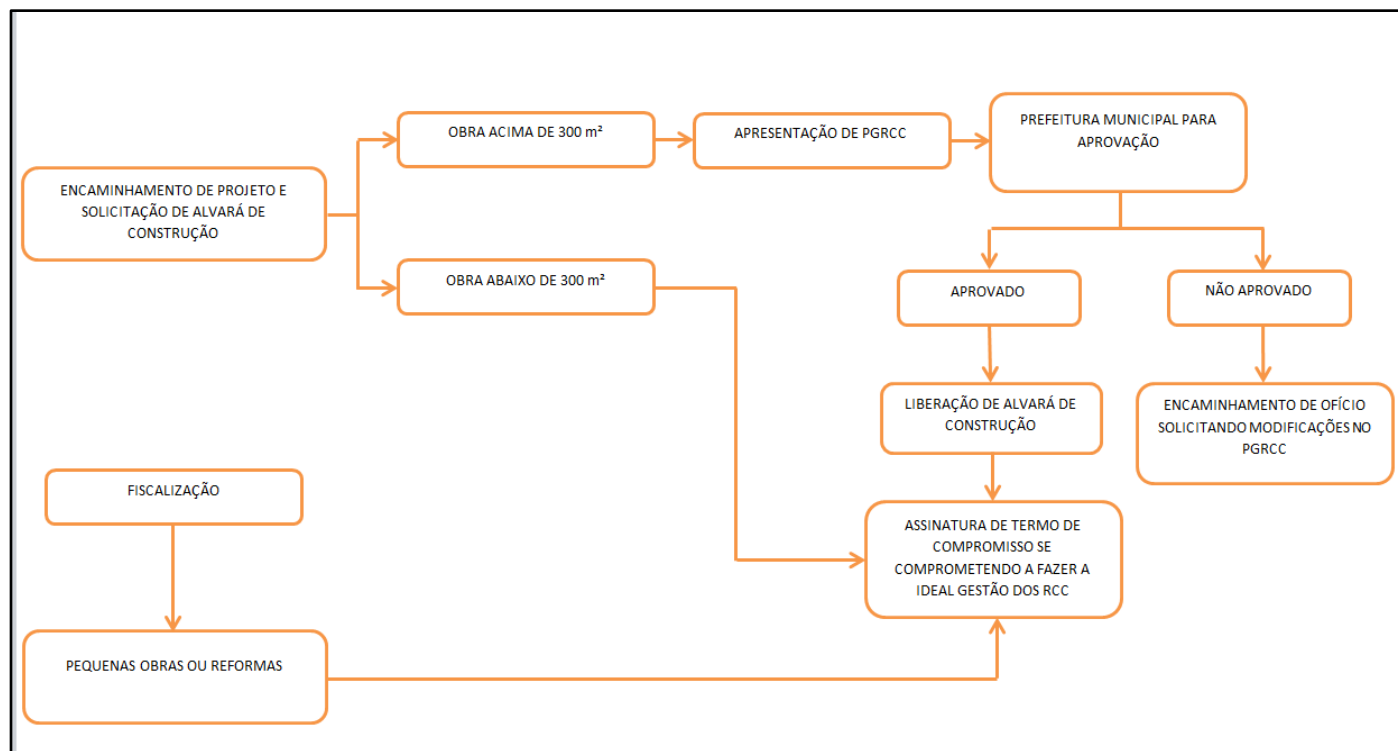 OBRA ACIMA DE 300 m²
APRESENTAÇÃO DE PGRCC
PREFEITURA MUNICIPAL PARA
APROVAÇÃO
ENCAMINHAMENTO DE PROJETO E
SOLICITAÇÃO DE ALVARÁ DE
CONSTRUÇÃO
OBRA ABAIXO DE 300 m²
APROVADO
NÃO APROVADO
LIBERAÇÃO DE ALVARÁ DE
CONSTRUÇÃO
ENCAMINHAMENTO DE OFÍCIO
SOLICITANDO MODIFICAÇÕES NO
PGRCC
FISCALIZAÇÃO
ASSINATURA DE TERMO DE
COMPROMISSO SE
COMPROMETENDO A FAZER A
IDEAL GESTÃO DOS RCC
PEQUENAS OBRAS OU REFORMAS